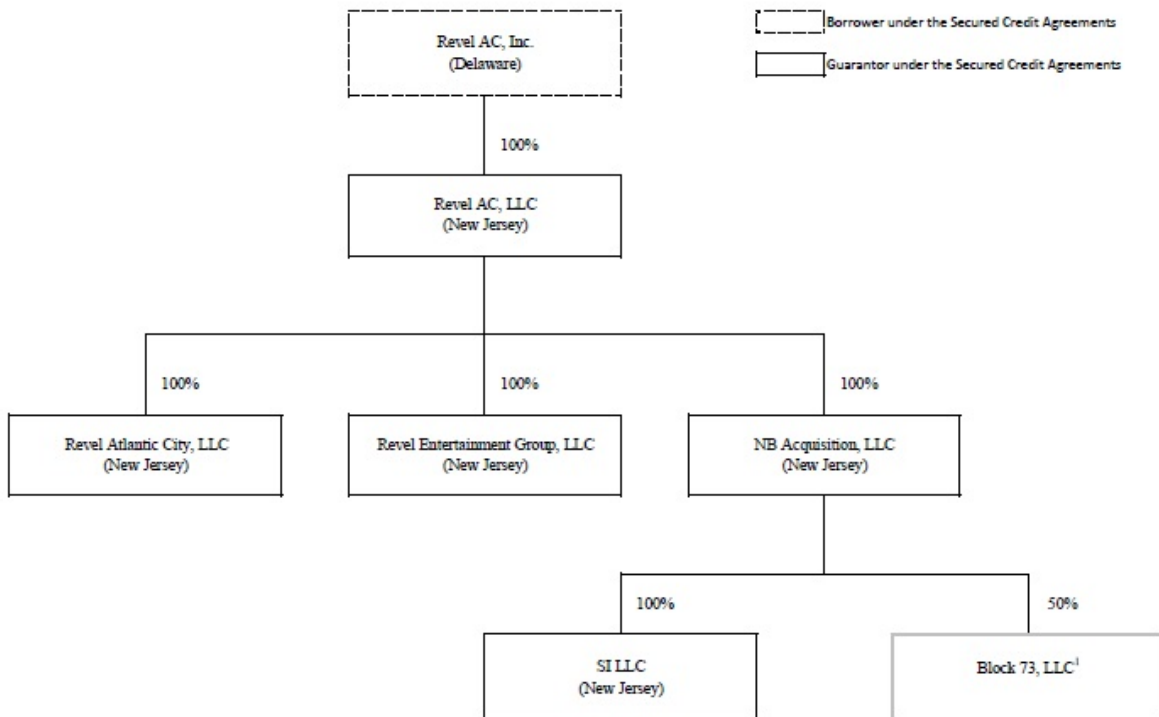 Revel AC, Inc.
(Delaware)
Borrower under the Secured Credit Agreements
Guarantor under the Secured Credit Agreements
100%
Revel AC, LLC
(New Jersey)
100%
100%
100%
Revel Atlantic City, LLC
(New Jersey)
Revel Entertainment Group, LLC
(New Jersey)
NB Acquisition, LLC
(New Jersey)
100%
50%
SI LLC
(New Jersey)
Block 73, LLC¹